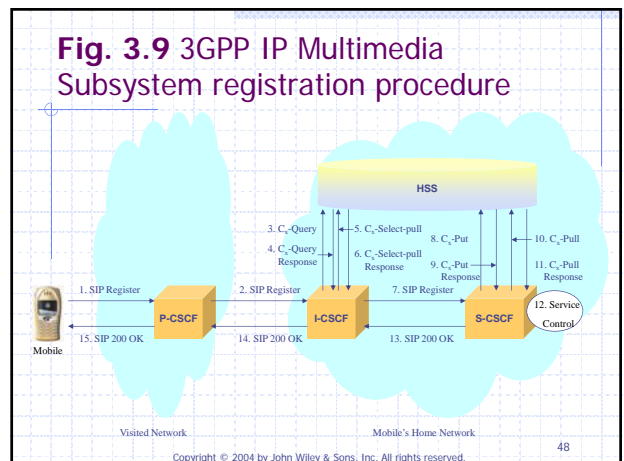 Fig. 3.9 3GPP IP Multimedia
Subsystem registration procedure
HSS
3. Cx-Query
5. Cx-Select-pull
4. Cx-Query
Response
6. Cx-Select-pull
Response
8. Cx-Put
10. Cx-Pull
9. Cx-Put
Response
11. Cx-Pull
Response
1. SIP Register
2. SIP Register
7. SIP Register
12. Service
Control
P-CSCF
I-CSCF
S-CSCF
15. SIP 200 OK
14. SIP 200 OK
13. SIP 200 OK
Mobile
Visited Network
Mobile's Home Network
48
Copyright © 2004 by John Wiley & Sons, Inc. All rights reserved.